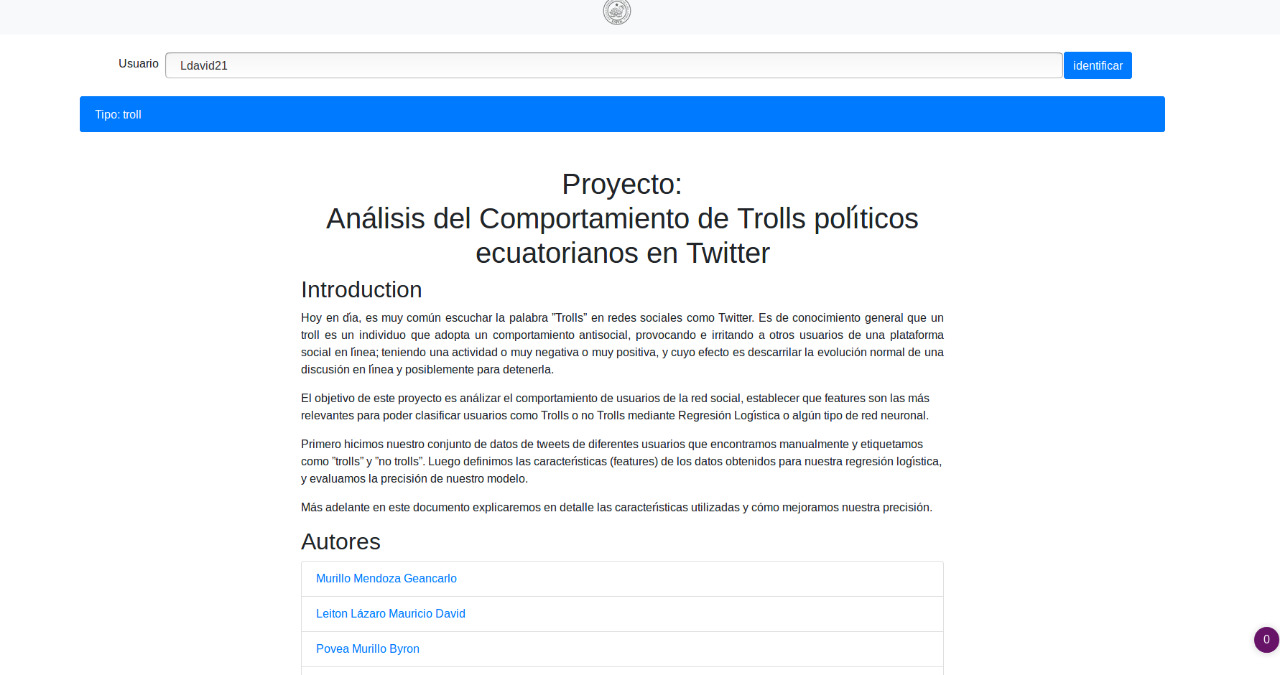 Usuario Ldavid21 identificar
Tipo: troll
Proyecto:
Análisis del Comportamiento de Trolls políticos
ecuatorianos en Twitter
Introduction
Hoy en día, es muy común escuchar la palabra ”Trolls” en redes sociales como Twitter. Es de conocimiento general que un
troll es un individuo que adopta un comportamiento antisocial, provocando e irritando a otros usuarios de una plataforma
social en línea; teniendo una actividad o muy negativa o muy positiva, y cuyo efecto es descarrilar la evolución normal de una
discusión en línea y posiblemente para detenerla.
El objetivo de este proyecto es análizar el comportamiento de usuarios de la red social, establecer que features son las más
relevantes para poder clasificar usuarios como Trolls o no Trolls mediante Regresión Logística o algún tipo de red neuronal.
Primero hicimos nuestro conjunto de datos de tweets de diferentes usuarios que encontramos manualmente y etiquetamos
como ”trolls” y ”no trolls”. Luego definimos las características (features) de los datos obtenidos para nuestra regresión logística,
y evaluamos la precisión de nuestro modelo.
Más adelante en este documento explicaremos en detalle las características utilizadas y cómo mejoramos nuestra precisión.
Autores
Murillo Mendoza Geancarlo
Leiton Lázaro Mauricio David
Povea Murillo Byron
0